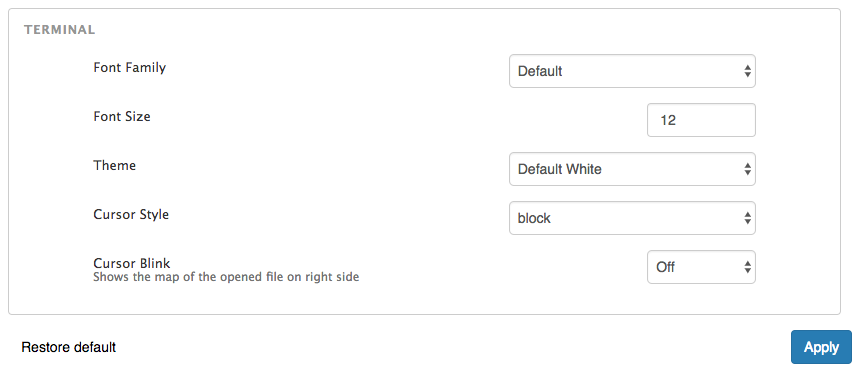 TERMINAL
Font Family
Default
Font Size
12
Theme
Default White
Cursor Style
block
Cursor Blink
Off
Shows the map of the opened file on right side
Restore default
Apply